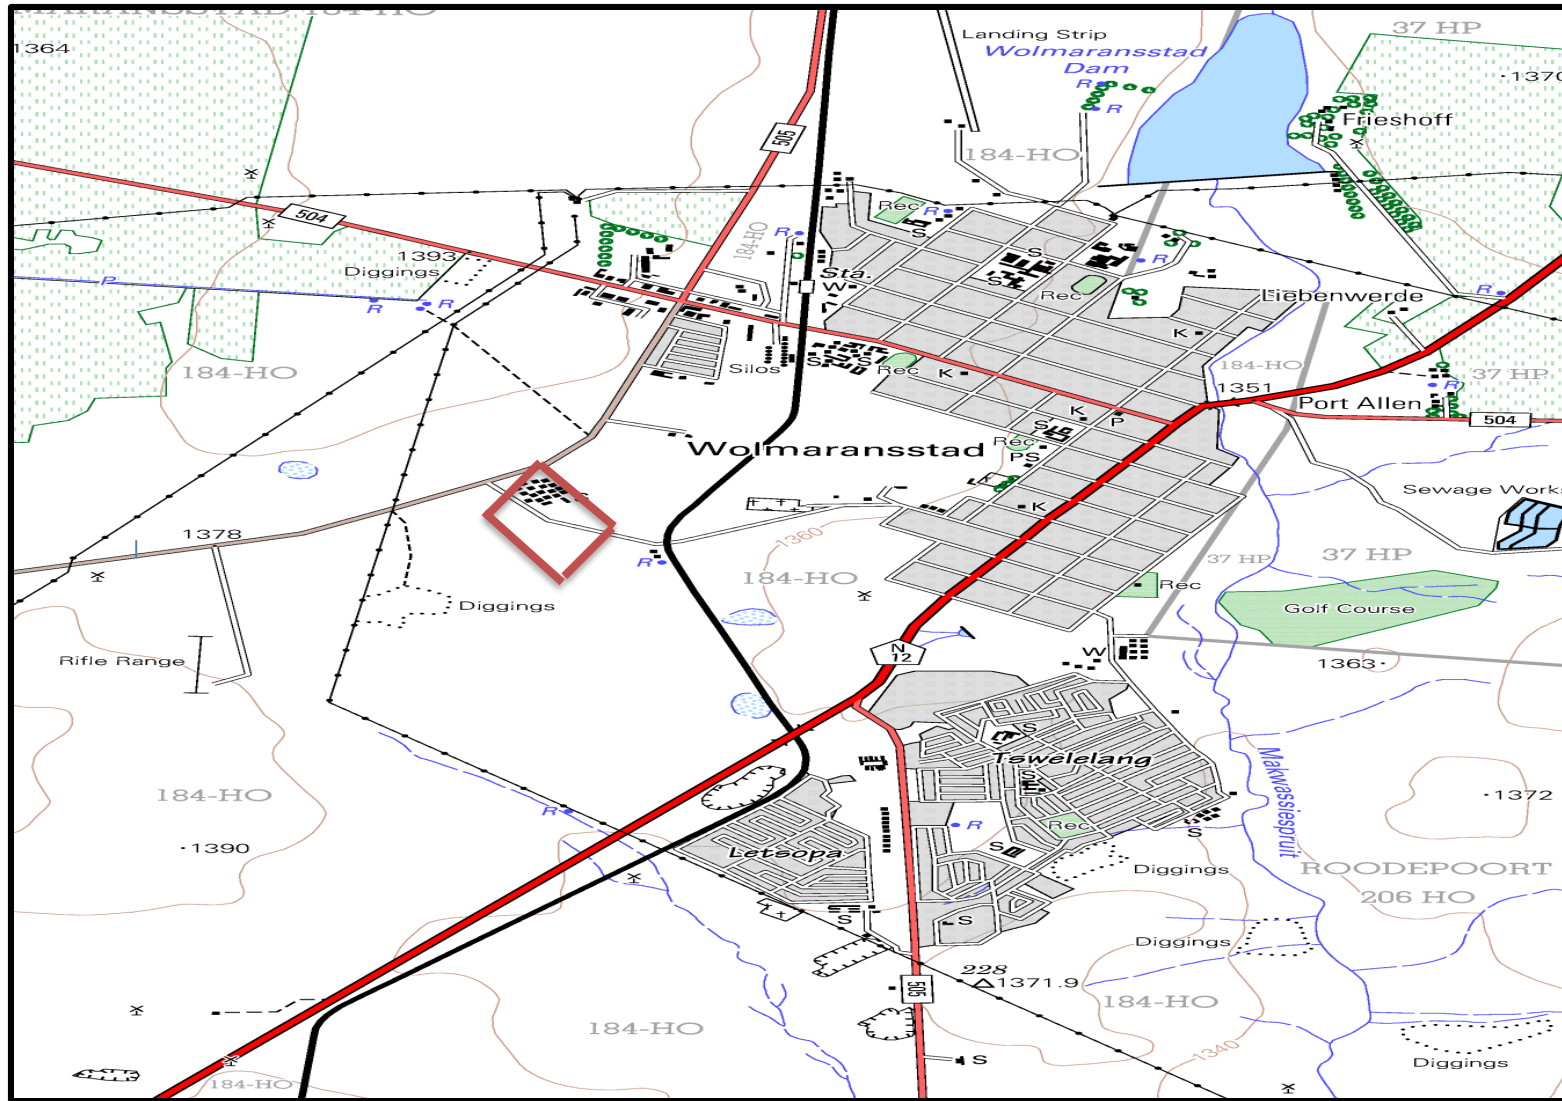 MARANSSTAD 184-HO
37 HP
1364
Landing Strip
Wolmaransstad
Dam
R
R
1370
Frieshoff
505
184-HO
504
Rec
R
S
R
184-HO
1393
Diggings
P
R
R
Sta.
W
S
S
Rec
R
Liebenwerde
R
K
184-HO
Silos
S
S
Rec
K
184-HO
1351
37 HP
R
Port Allen
504
K
P
S
Rec
PS
Wolmaransstad
K
Sewage Works
1378
R
1360
184-HO
37 HP
37 HP
Rec
Golf Course
Diggings
Rifle Range
N
12
W
1363
S
Tswelelang
S
Makwassiespruit
184-HO
1372
R
1390
Letsopa
R
Rec
S
S
Diggings
ROODEPOORT
206 HO
S
S
Diggings
228
1371.9
505
184-HO
184-HO
1340
S
Diggings
184-HO